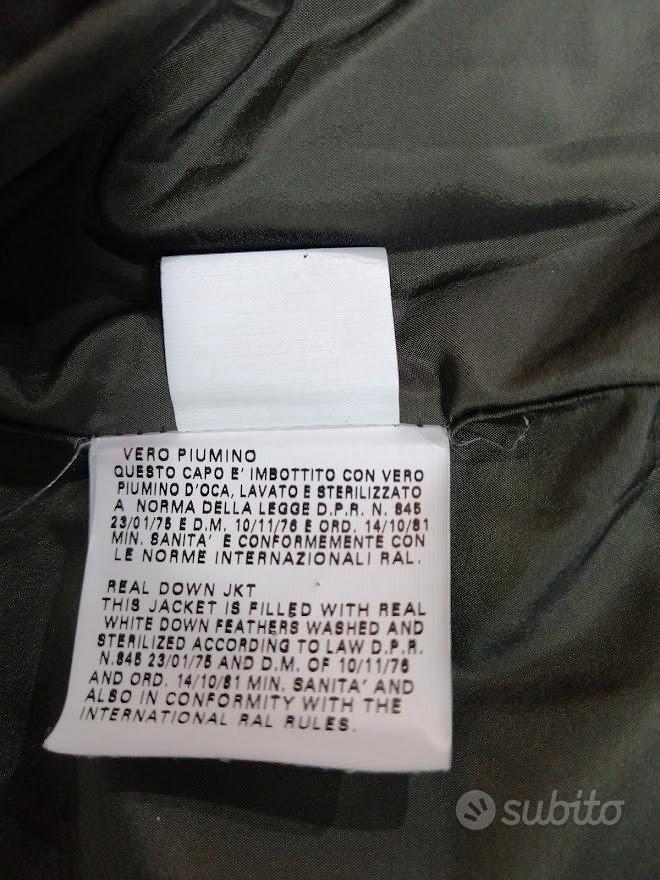 VERO PIUMINO
QUESTO CAPO E' IMBOTTITO CON VERO
PIUMINO D'OCA, LAVATO E STERILIZZATO
A NORMA DELLA LEGGE D.P.R. N. 845
23/01/75 E D.M. 10/11/76 E ORD. 14/10/81
MIN. SANITA' E CONFORMEMENTE CON
LE NORME INTERNAZIONALI RAL.
REAL DOWN JKT
THIS JACKET IS FILLED WITH REAL
WHITE DOWN FEATHERS WASHED AND
STERILIZED ACCORDING TO LAW D.P.R.
N.845 23/01/75 AND D.M. OF 10/11/76
AND ORD. 14/10/81 MIN. SANITA' AND
ALSO IN CONFORMITY WITH THE
INTERNATIONAL RAL RULES.
subito